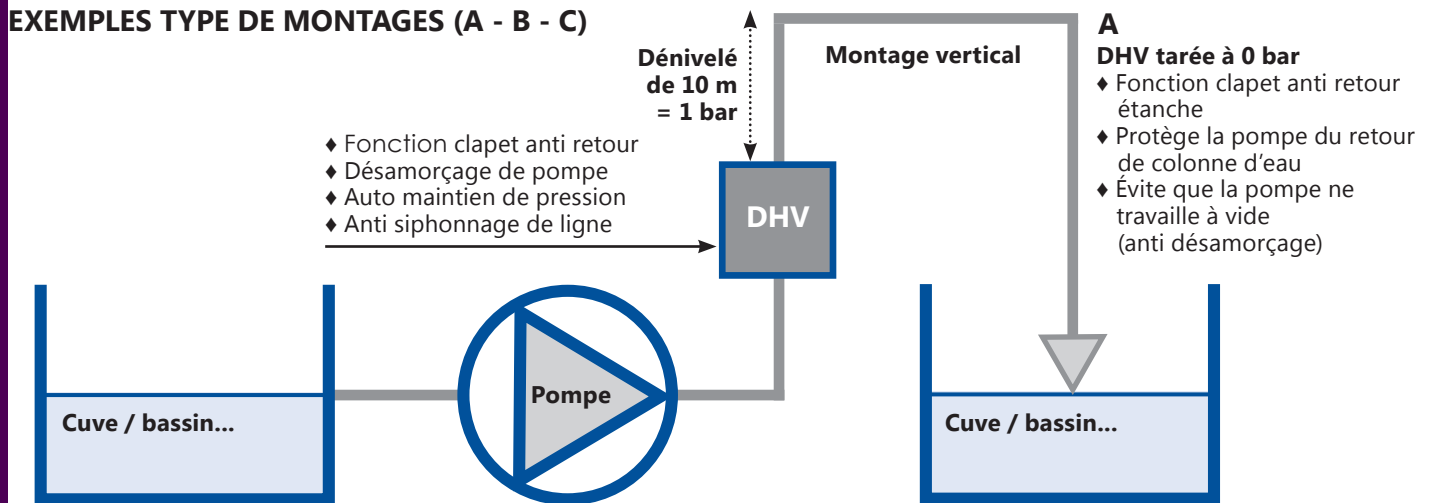 EXEMPLES TYPE DE MONTAGES (A - B - C)
Dénivelé
de 10 m
= 1 bar
Montage vertical
A
DHV tarée à 0 bar
♦ Fonction clapet anti retour
étanche
♦ Protège la pompe du retour
de colonne d'eau
♦ Évite que la pompe ne
travaille à vide
(anti désamorçage)
♦ Fonction clapet anti retour
♦ Désamorçage de pompe
♦ Auto maintien de pression
♦ Anti siphonnage de ligne
DHV
Pompe
Cuve / bassin...
Cuve / bassin...